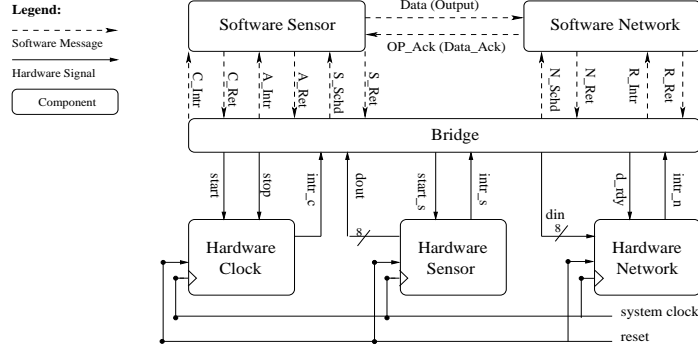 Legend:
Software Message
Hardware Signal
Component
Software Sensor
Data (Output)
OP_Ack (Data_Ack)
Software Network
C_Intr
C_Ret
A_Intr
A_Ret
S_Schd
S_Ret
N_Schd
N_Ret
R_Intr
R_Ret
Bridge
start
stop
intr_c
dout
start_s
intr_s
din
d_rdy
intr_n
8
8
Hardware
Clock
Hardware
Sensor
Hardware
Network
system clock
reset